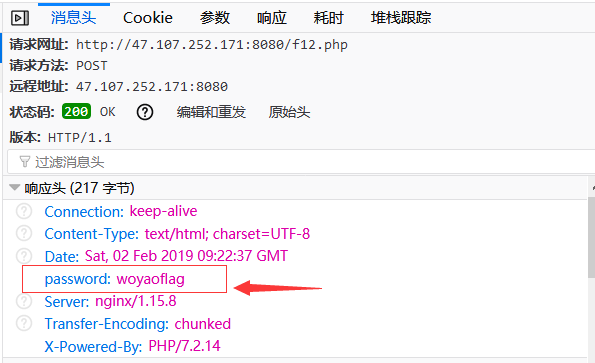 消息头 Cookie 参数 响应 耗时 堆栈跟踪
请求网址: http://47.107.252.171:8080/f12.php
请求方法: POST
远程地址: 47.107.252.171:8080
状态码: 200 OK ? 编辑和重发 原始头
版本: HTTP/1.1
过滤消息头
响应头 (217 字节)
? Connection: keep-alive
? Content-Type: text/html; charset=UTF-8
? Date: Sat, 02 Feb 2019 09:22:37 GMT
password: woyaoflag
? Server: nginx/1.15.8
? Transfer-Encoding: chunked
X-Powered-By: PHP/7.2.14